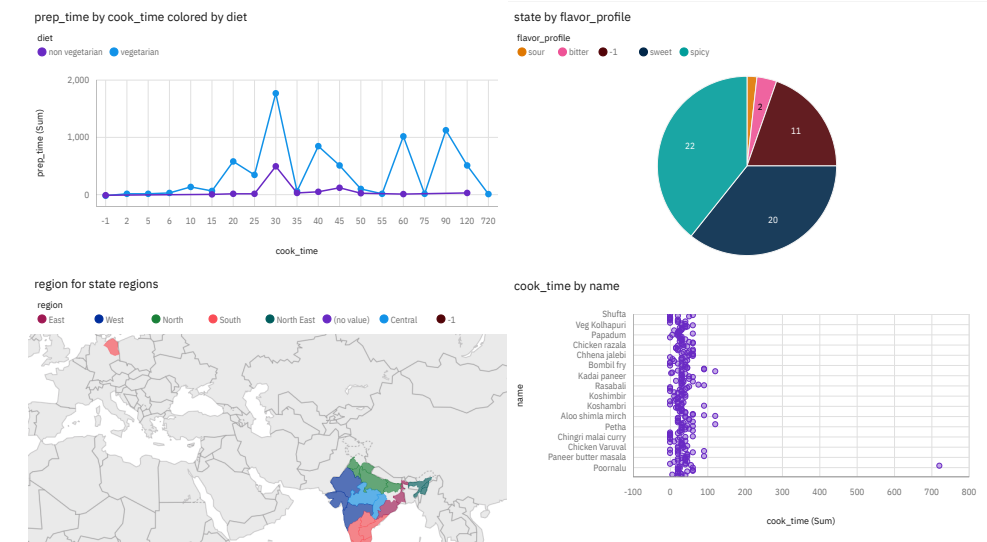 prep_time by cook_time colored by diet
diet
non vegetarian vegetarian
2,000
1,000
0
prep_time (Sum)
-1 2 5 6 10 15 20 25 30 35 40 45 50 55 60 75 90 120 720
cook_time
state by flavor_profile
flavor_profile
sour bitter -1 sweet spicy
2
11
22
20
region for state regions
region
East West North South North East (no value) Central -1
cook_time by name
name
Shufta
Veg Kolhapuri
Papadum
Chicken razala
Chhena jalebi
Bombil fry
Kadai paneer
Rasabali
Koshimbir
Koshambri
Aloo shimla mirch
Petha
Chingri malai curry
Chicken Varuval
Paneer butter masala
Poornalu
-100 0 100 200 300 400 500 600 700 800
cook_time (Sum)